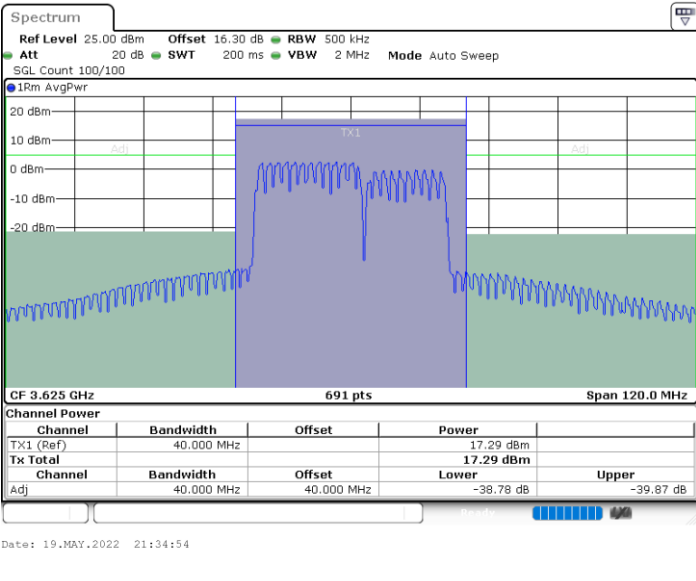 Spectrum
Ref Level 25.00 dBm Offset 16.30 dB RBW 500 kHz
Att 20 dB SWT 200 ms VBW 2 MHz Mode Auto Sweep
SGL Count 100/100
1Rm AvgPwr
20 dBm
TX1
10 dBm
Adj Adj
0 dBm
-10 dBm
-20 dBm
CF 3.625 GHz 691 pts Span 120.0 MHz
Channel Power
Channel Bandwidth Offset Power
TX1 (Ref) 40.000 MHz 17.29 dBm
Tx Total 17.29 dBm
Channel Bandwidth Offset Lower Upper
Adj 40.000 MHz 40.000 MHz -38.78 dB -39.87 dB
Ready
Date: 19.MAY.2022 21:34:54